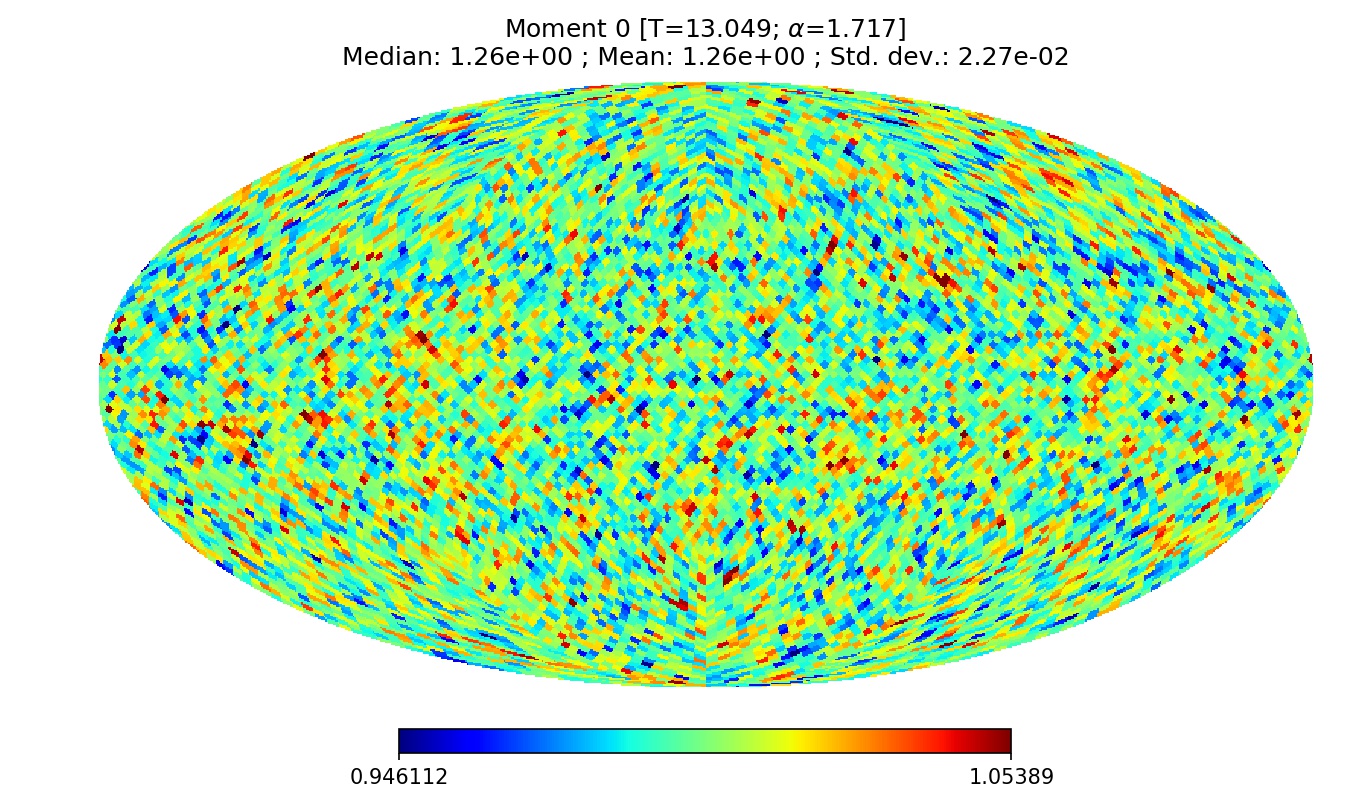 Moment 0 [T=13.049; α=1.717]
Median: 1.26e+00 ; Mean: 1.26e+00 ; Std. dev.: 2.27e-02
0.946112 1.05389